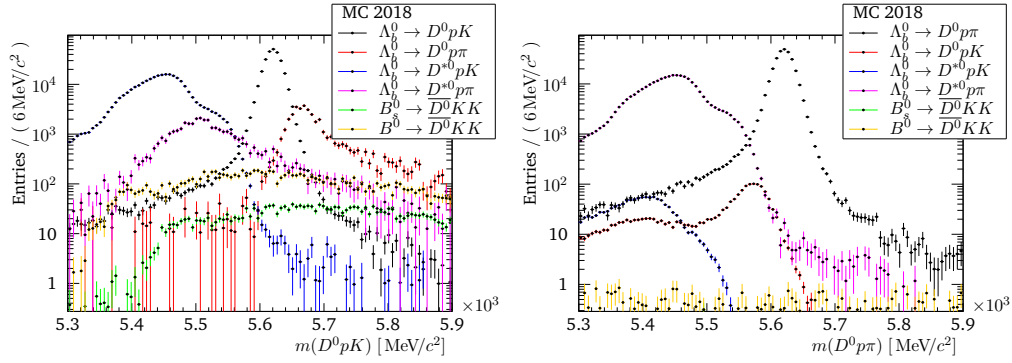 MC 2018
Λ_b^0 → D^0pK
Λ_b^0 → D^0pπ
Λ_b^0 → D^{*0}pK
Λ_b^0 → D^{*0}pπ
B_s^0 → \overline{D^0}KK
B^0 → \overline{D^0}KK
Entries / ( 6 MeV/c^2 )
10^4
10^3
10^2
10
1
5.3 5.4 5.5 5.6 5.7 5.8 5.9
×10^3
m(D^0pK) [ MeV/c^2]
MC 2018
Λ_b^0 → D^0pπ
Λ_b^0 → D^0pK
Λ_b^0 → D^{*0}pK
Λ_b^0 → D^{*0}pπ
B_s^0 → \overline{D^0}KK
B^0 → \overline{D^0}KK
Entries / ( 6 MeV/c^2 )
10^4
10^3
10^2
10
1
5.3 5.4 5.5 5.6 5.7 5.8 5.9
×10^3
m(D^0pπ) [ MeV/c^2]